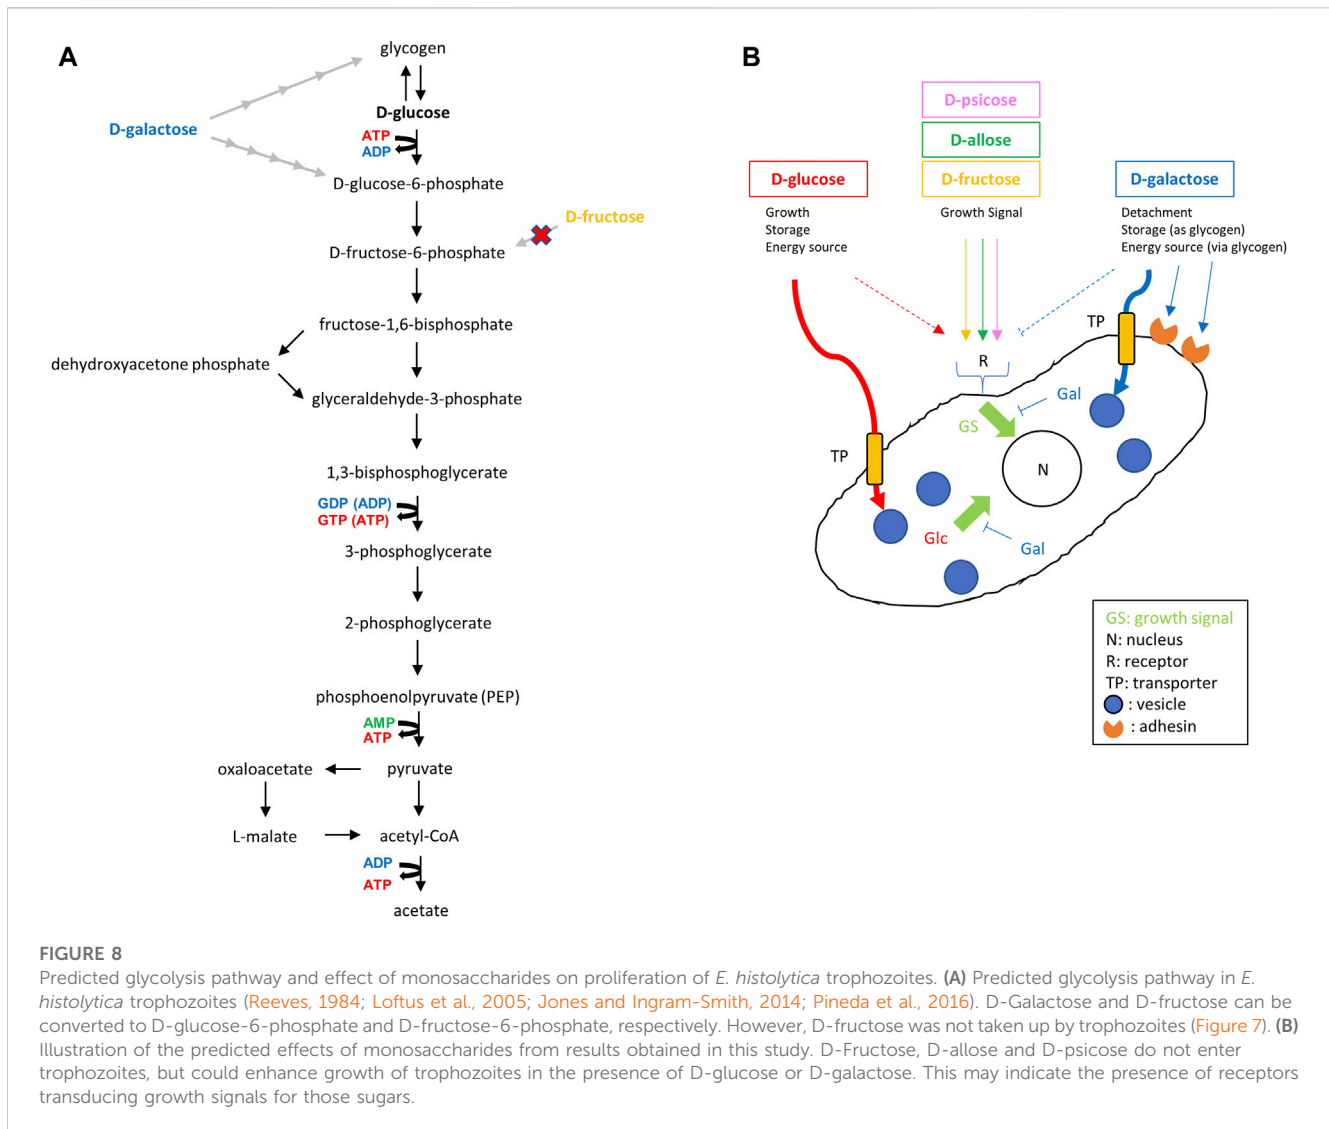 A
glycogen
D-glucose
D-galactose
ATP
ADP
D-glucose-6-phosphate
D-fructose
D-fructose-6-phosphate
fructose-1,6-bisphosphate
dehydroxyacetone phosphate
glyceraldehyde-3-phosphate
1,3-bisphosphoglycerate
GDP (ADP)
GTP (ATP)
3-phosphoglycerate
2-phosphoglycerate
phosphoenolpyruvate (PEP)
AMP
ATP
oxaloacetate
pyruvate
L-malate
acetyl-CoA
ADP
ATP
acetate
B
D-psicose
D-allose
D-glucose
D-fructose
D-galactose
Growth
Storage
Energy source
Growth Signal
Detachment
Storage (as glycogen)
Energy source (via glycogen)
TP
R
Gal
GS
TP
N
Glc
Gal
GS: growth signal
N: nucleus
R: receptor
TP: transporter
: vesicle
: adhesin
FIGURE 8
Predicted glycolysis pathway and effect of monosaccharides on proliferation of E. histolytica trophozoites. (A) Predicted glycolysis pathway in E.
histolytica trophozoites (Reeves, 1984; Loftus et al., 2005; Jones and Ingram-Smith, 2014; Pineda et al., 2016). D-Galactose and D-fructose can be
converted to D-glucose-6-phosphate and D-fructose-6-phosphate, respectively. However, D-fructose was not taken up by trophozoites (Figure 7). (B)
Illustration of the predicted effects of monosaccharides from results obtained in this study. D-Fructose, D-allose and D-psicose do not enter
trophozoites, but could enhance growth of trophozoites in the presence of D-glucose or D-galactose. This may indicate the presence of receptors
transducing growth signals for those sugars.